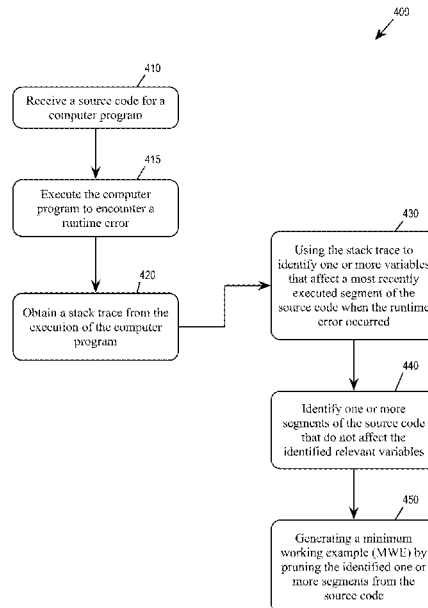 400
410
Receive a source code for a
computer program
415
Execute the computer
program to encounter a
runtime error
420
Obtain a stack trace from the
execution of the computer
program
430
Using the stack trace to
identify one or more variables
that affect a most recently
executed segment of the
source code when the runtime
error occurred
440
Identify one or more
segments of the source code
that do not affect the
identified relevant variables
450
Generating a minimum
working example (MWE) by
pruning the identified one or
more segments from the
source code